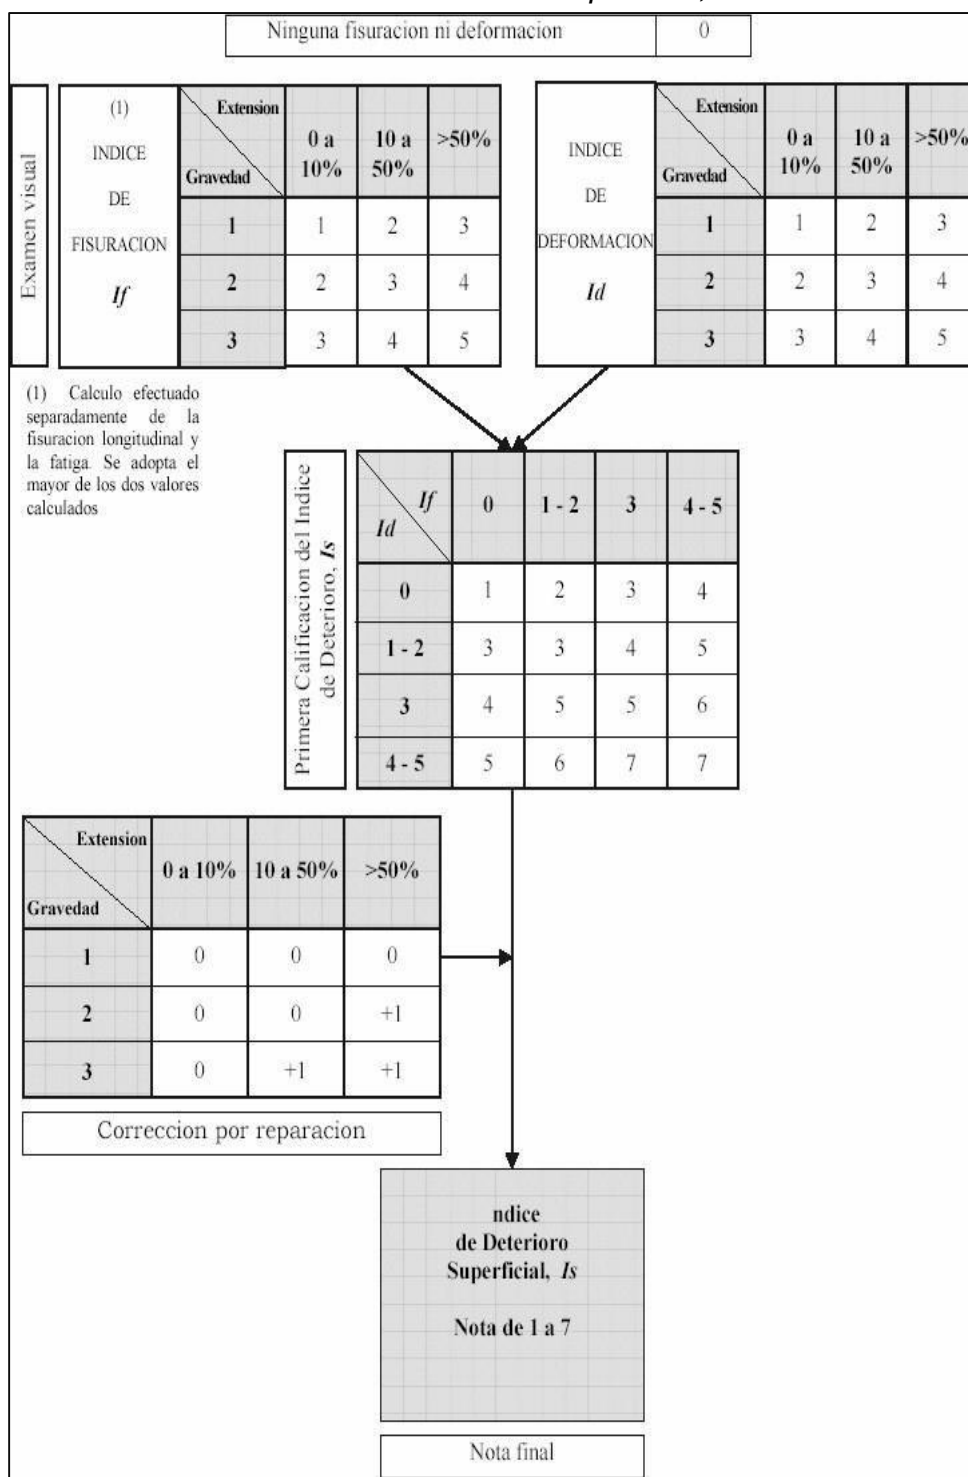 Ninguna fisuracion ni deformacion 0
Examen visual
(1)
INDICE
DE
FISURACION
If
Extension
Gravedad
0 a 10% 10 a 50% >50%
1 1 2 3
2 2 3 4
3 3 4 5
INDICE
DE
DEFORMACION
Id
Extension
Gravedad
0 a 10% 10 a 50% >50%
1 1 2 3
2 2 3 4
3 3 4 5
(1) Calculo efectuado
separadamente de la
fisuracion longitudinal y
la fatiga. Se adopta el
mayor de los dos valores
calculados
Primera Calificacion del Indice
de Deterioro, Is
If
Id
0 1 - 2 3 4 - 5
0 1 2 3 4
1 - 2 3 3 4 5
3 4 5 5 6
4 - 5 5 6 7 7
Extension
Gravedad
0 a 10% 10 a 50% >50%
1 0 0 0
2 0 0 +1
3 0 +1 +1
Correccion por reparacion
ndice
de Deterioro
Superficial, Is
Nota de 1 a 7
Nota final